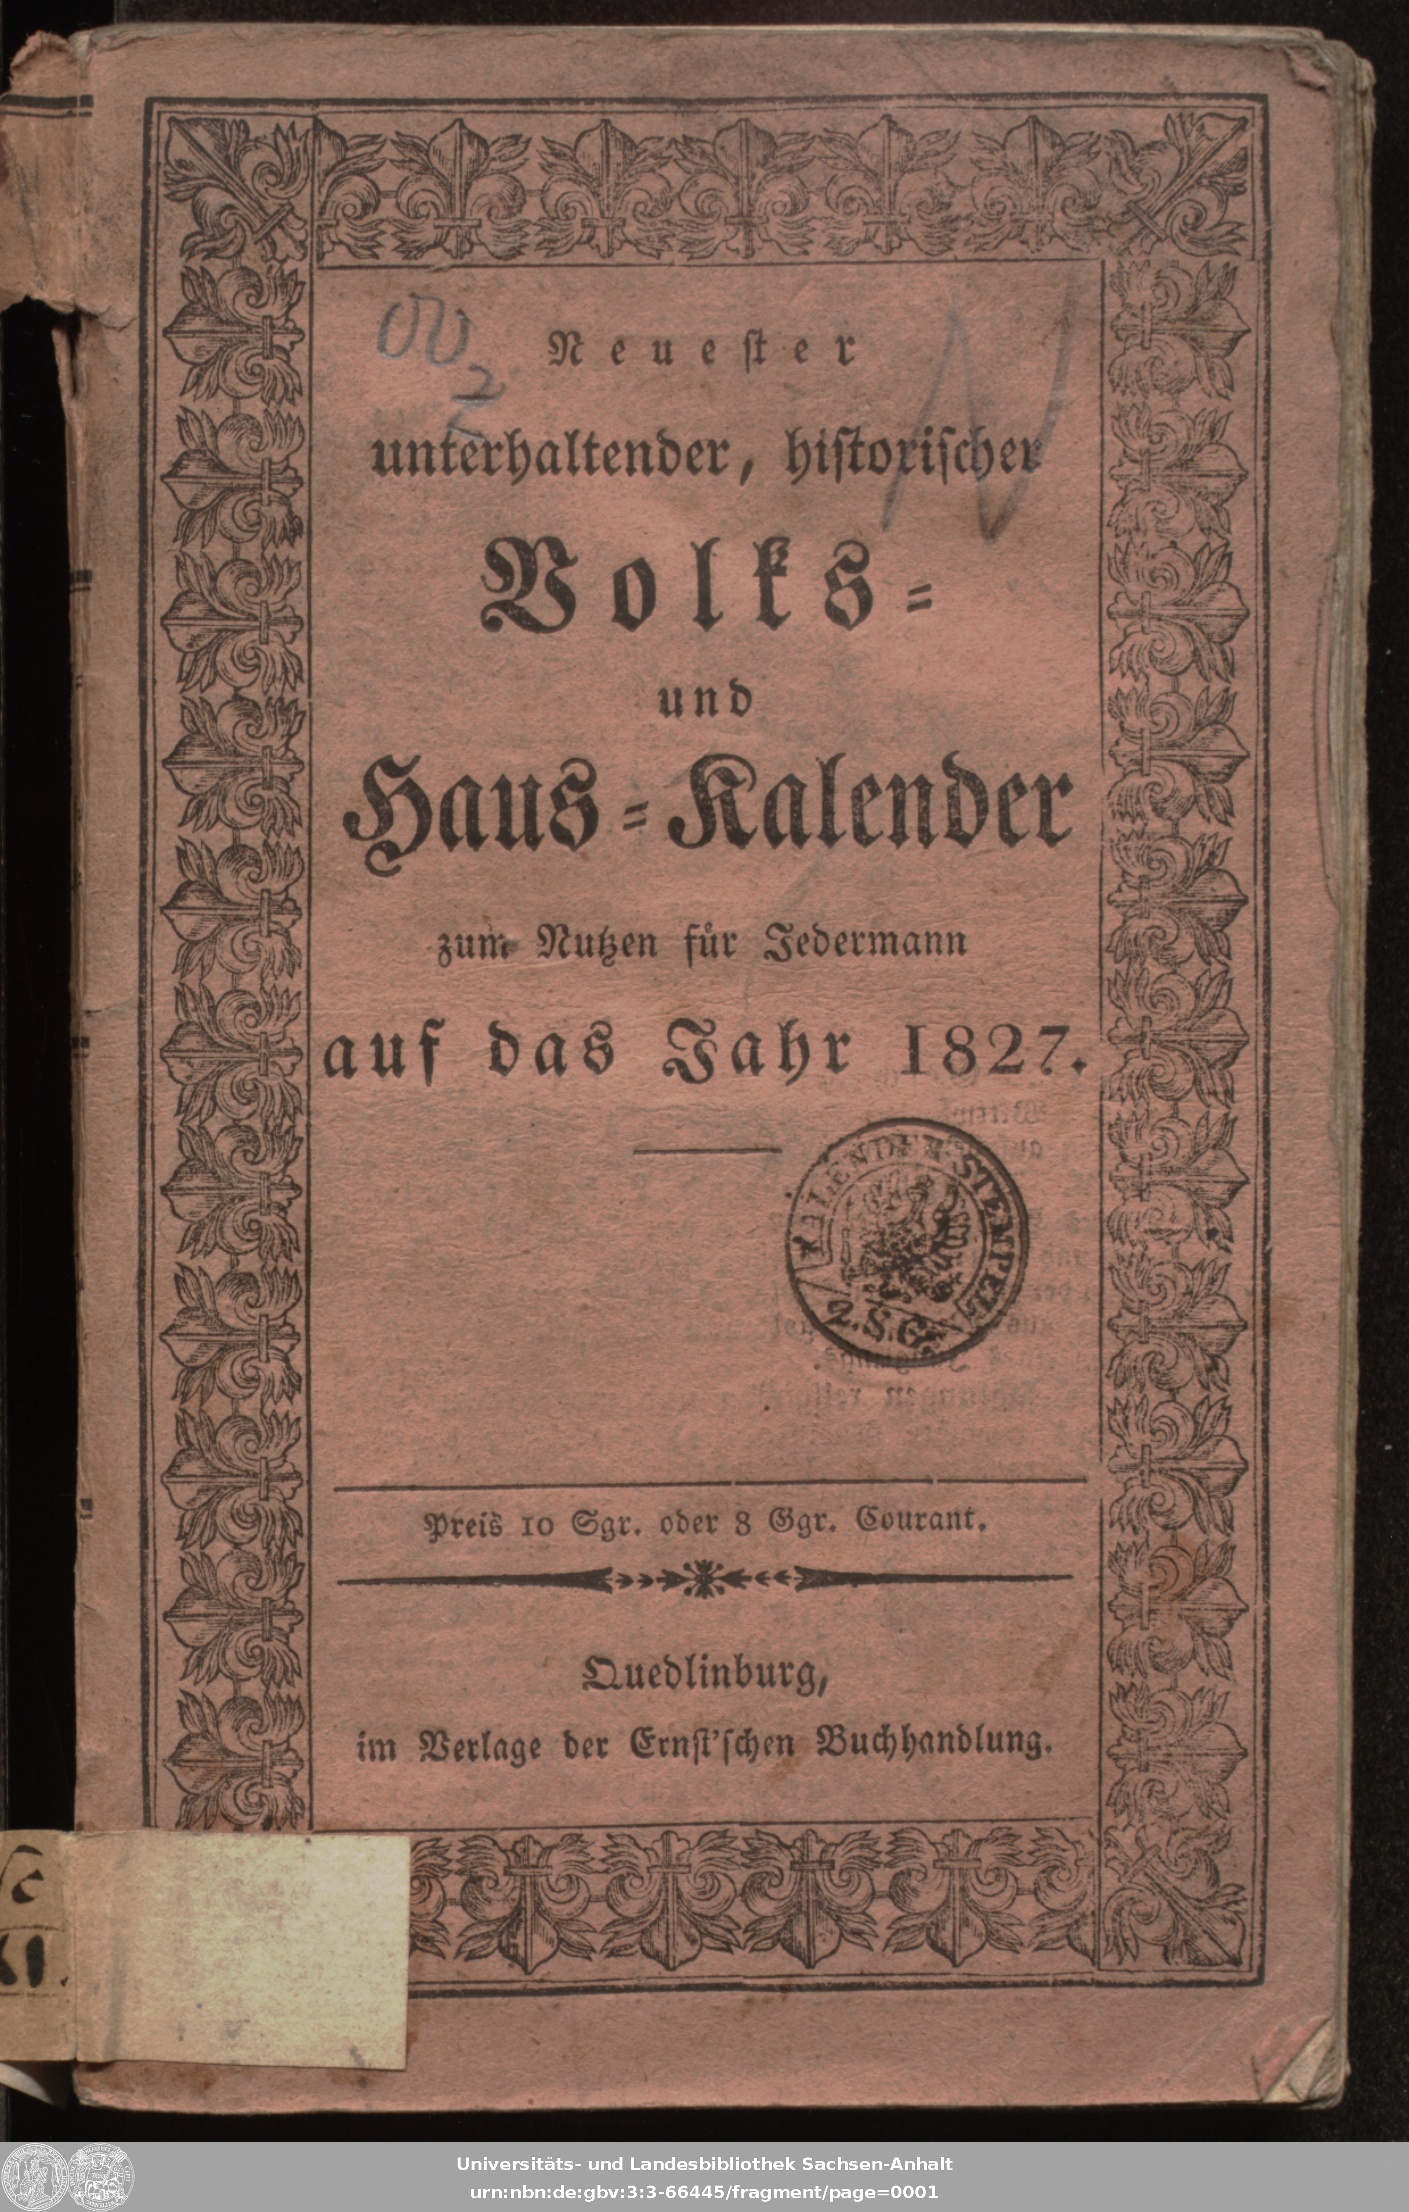 Neueſter
unterhaltender, hiſtoriſcher
Volks-
und
Haus-Kalender
zum Nutzen für Jedermann
auf das Jahr 1827.
KALENDER-STEMPEL
S. G.
Preis 10 Sgr. oder 8 Ggr. Courant.
Quedlinburg,
im Verlage der Ernſt'ſchen Buchhandlung.
Universitäts- und Landesbibliothek Sachsen-Anhalt
urn:nbn:de:gbv:3:3-66445/fragment/page=0001